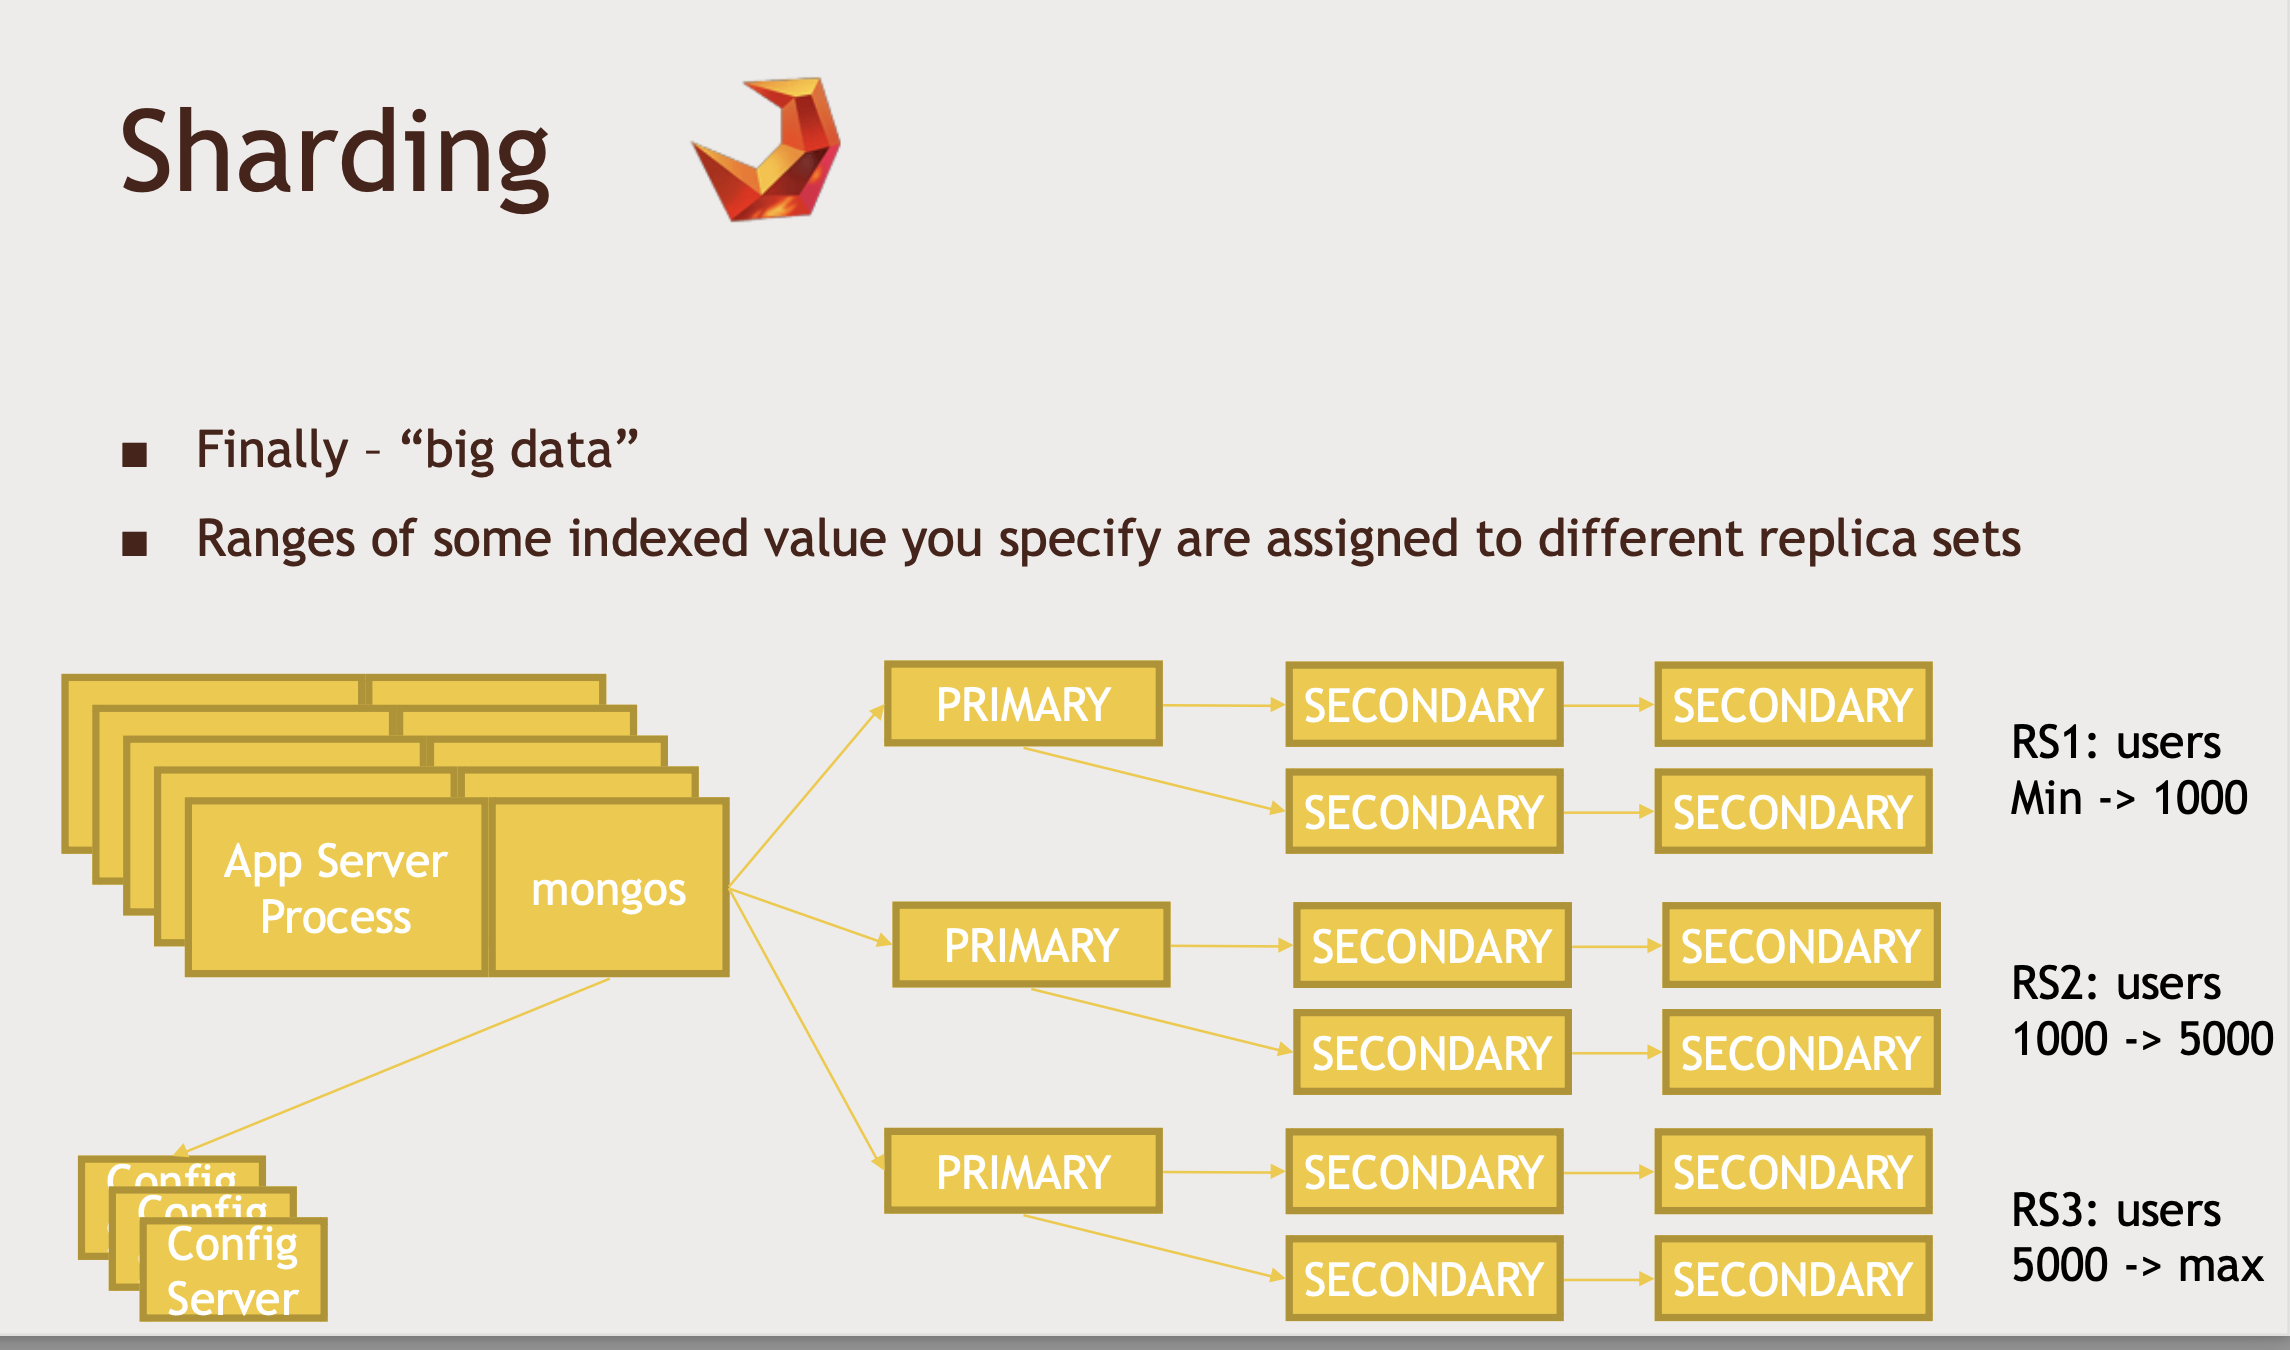 Sharding
■ Finally – “big data”
■ Ranges of some indexed value you specify are assigned to different replica sets
App Server
Process
mongos
Config
Config
Config
Server
PRIMARY
SECONDARY
SECONDARY
SECONDARY
SECONDARY
RS1: users
Min -> 1000
PRIMARY
SECONDARY
SECONDARY
SECONDARY
SECONDARY
RS2: users
1000 -> 5000
PRIMARY
SECONDARY
SECONDARY
SECONDARY
SECONDARY
RS3: users
5000 -> max